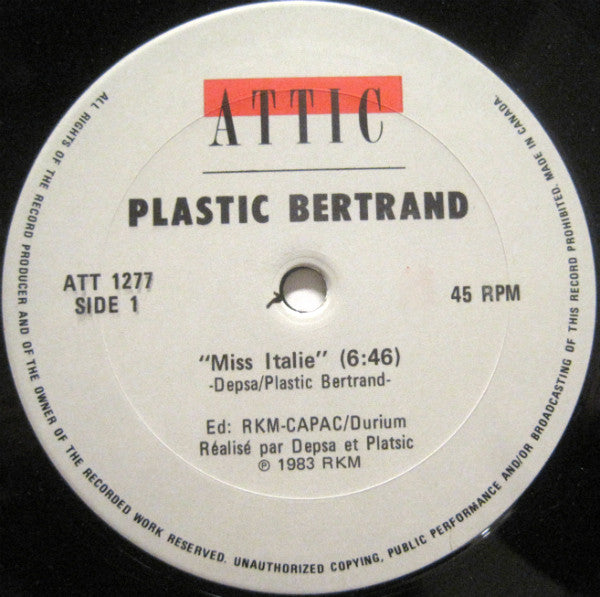 ATTIC
PLASTIC BERTRAND
ATT 1277
SIDE 1
45 RPM
"Miss Italie" (6:46)
-Depsa/Plastic Bertrand-
Ed: RKM-CAPAC/Durium
Réalisé par Depsa et Platsic
℗ 1983 RKM
ALL RIGHTS OF THE RECORD PRODUCER AND OF THE OWNER OF THE RECORDED WORK RESERVED. UNAUTHORIZED COPYING, PUBLIC PERFORMANCE AND/OR BROADCASTING OF THIS RECORD PROHIBITED. MADE IN CANADA.